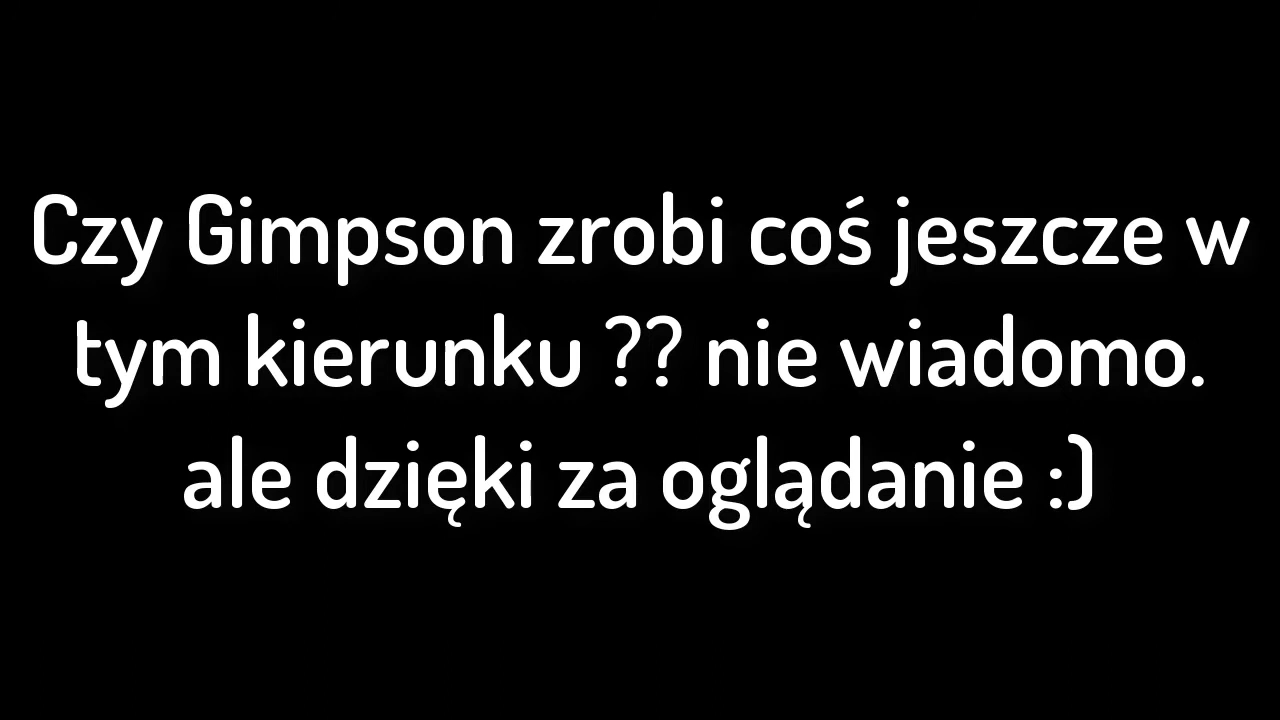 Czy Gimpson zrobi coś jeszcze w
tym kierunku ?? nie wiadomo.
ale dzięki za oglądanie :)